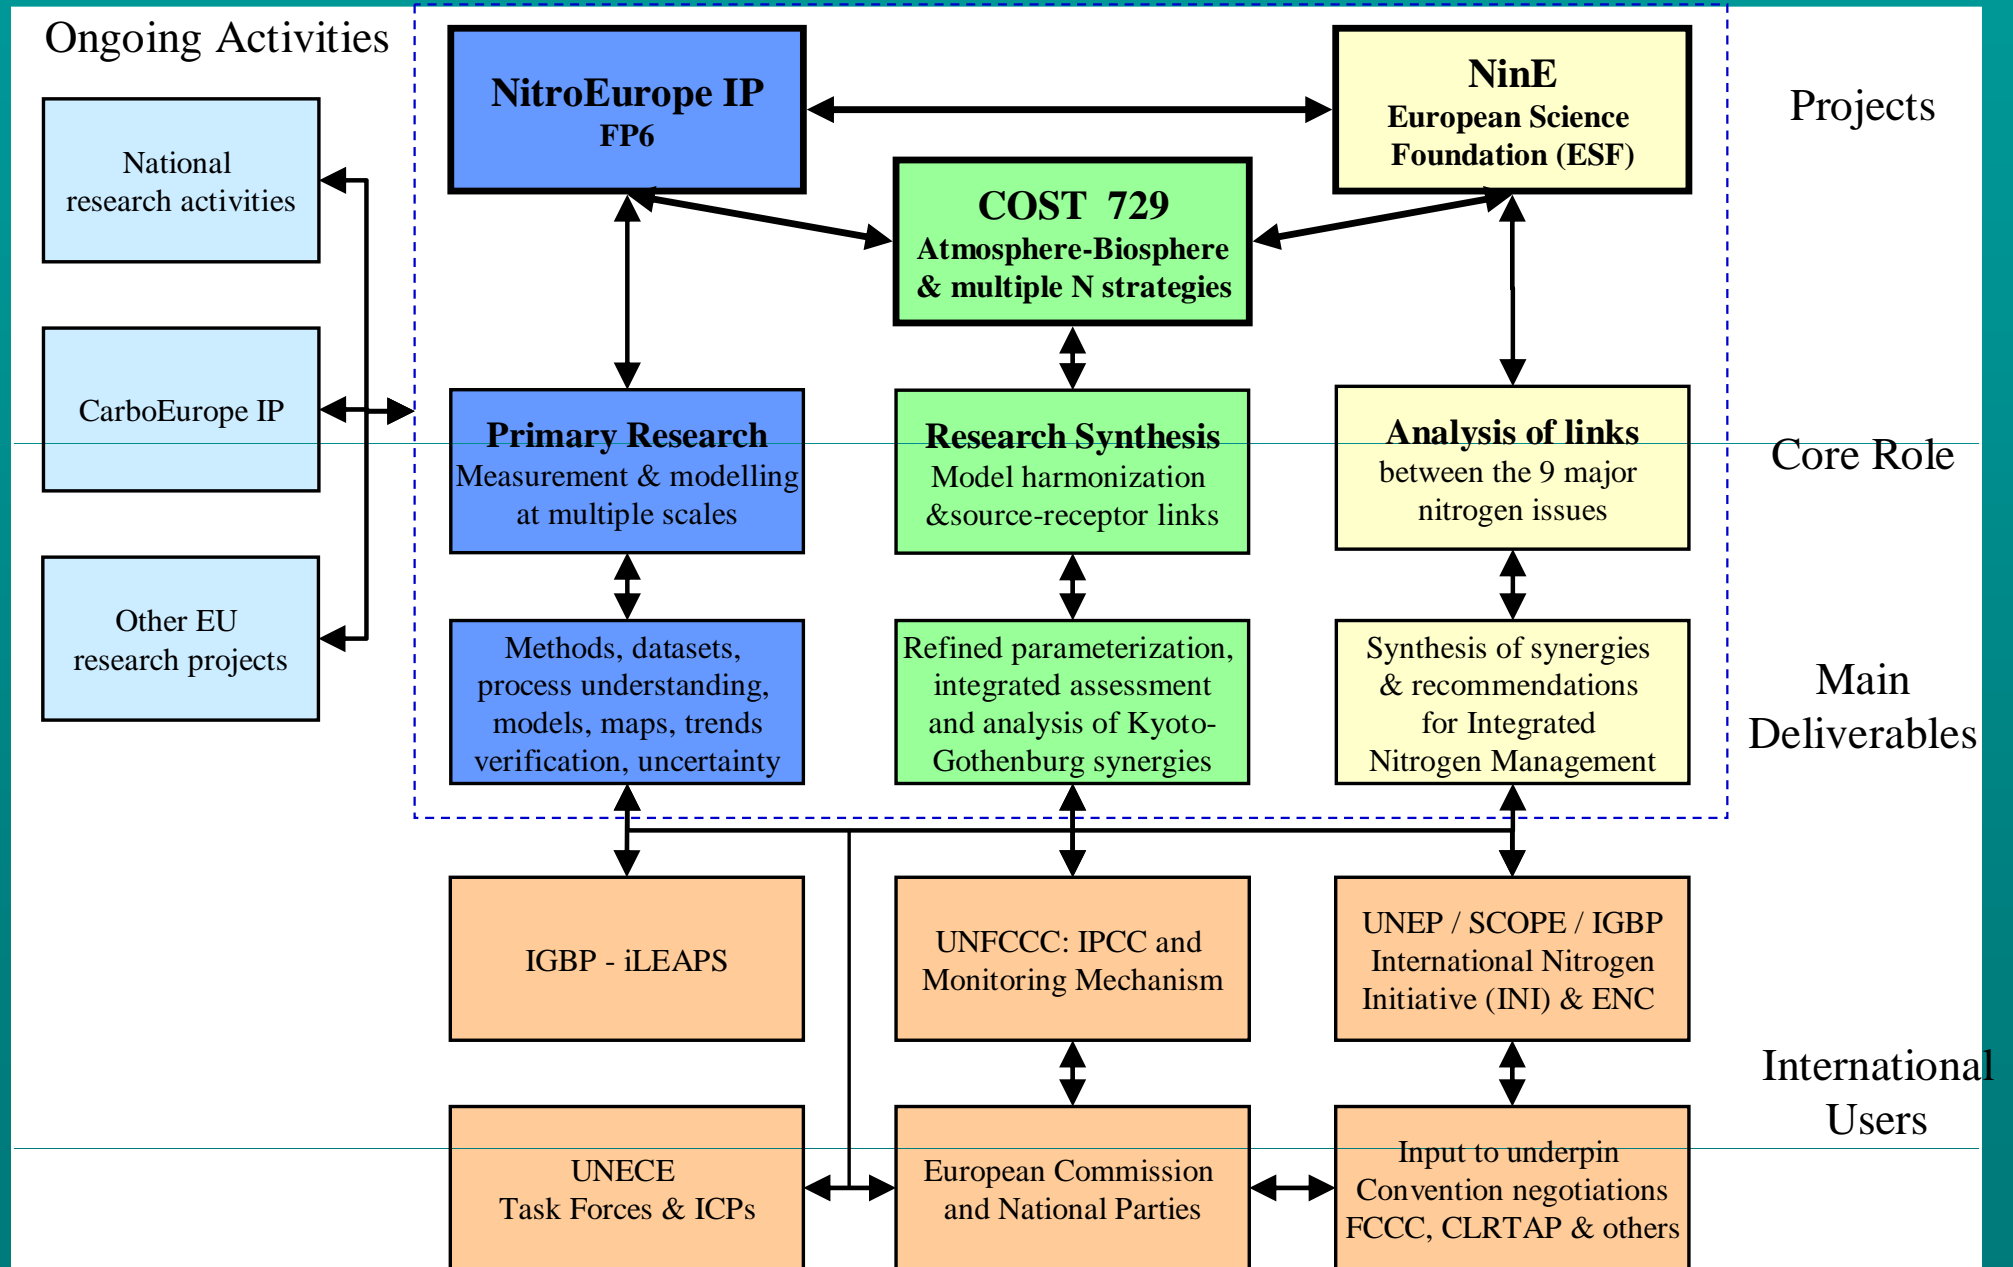 Ongoing Activities
National
research activities
CarboEurope IP
Other EU
research projects
NitroEurope IP
FP6
NinE
European Science
Foundation (ESF)
COST 729
Atmosphere-Biosphere
& multiple N strategies
Projects
Primary Research
Measurement & modelling
at multiple scales
Research Synthesis
Model harmonization
&source-receptor links
Analysis of links
between the 9 major
nitrogen issues
Core Role
Methods, datasets,
process understanding,
models, maps, trends
verification, uncertainty
Refined parameterization,
integrated assessment
and analysis of Kyoto-
Gothenburg synergies
Synthesis of synergies
& recommendations
for Integrated
Nitrogen Management
Main
Deliverables
IGBP - iLEAPS
UNFCCC: IPCC and
Monitoring Mechanism
UNEP / SCOPE / IGBP
International Nitrogen
Initiative (INI) & ENC
International
Users
UNECE
Task Forces & ICPs
European Commission
and National Parties
Input to underpin
Convention negotiations
FCCC, CLRTAP & others